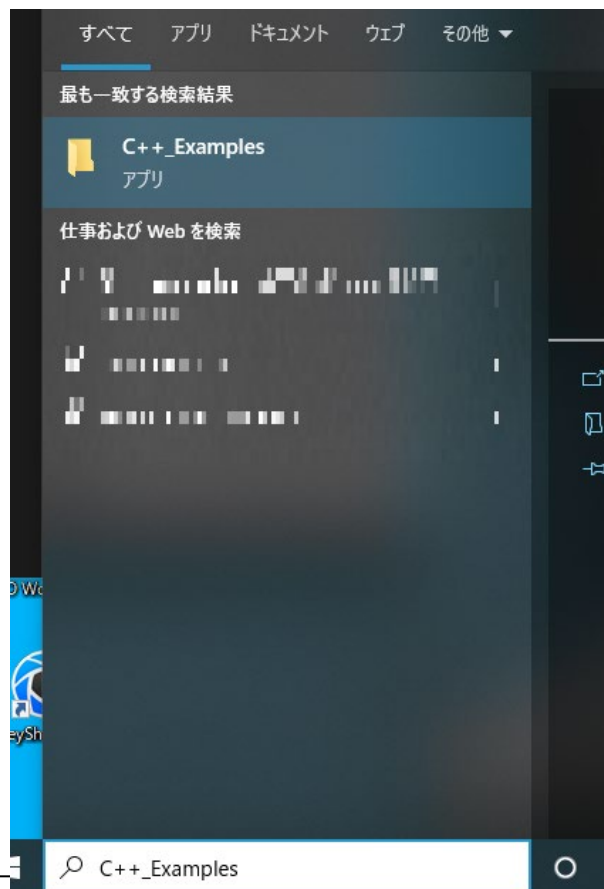 すべて アプリ ドキュメント ウェブ その他
最も一致する検索結果
C++_Examples
アプリ
仕事および Web を検索
C++_Examples